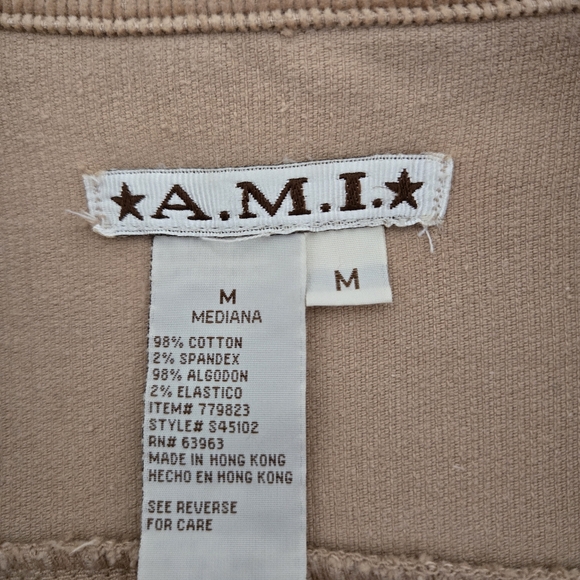 ★A.M.I.★
M
M
MEDIANA
98% COTTON
2% SPANDEX
98% ALGODON
2% ELASTICO
ITEM# 779823
STYLE# S45102
RN# 63963
MADE IN HONG KONG
HECHO EN HONG KONG
SEE REVERSE
FOR CARE